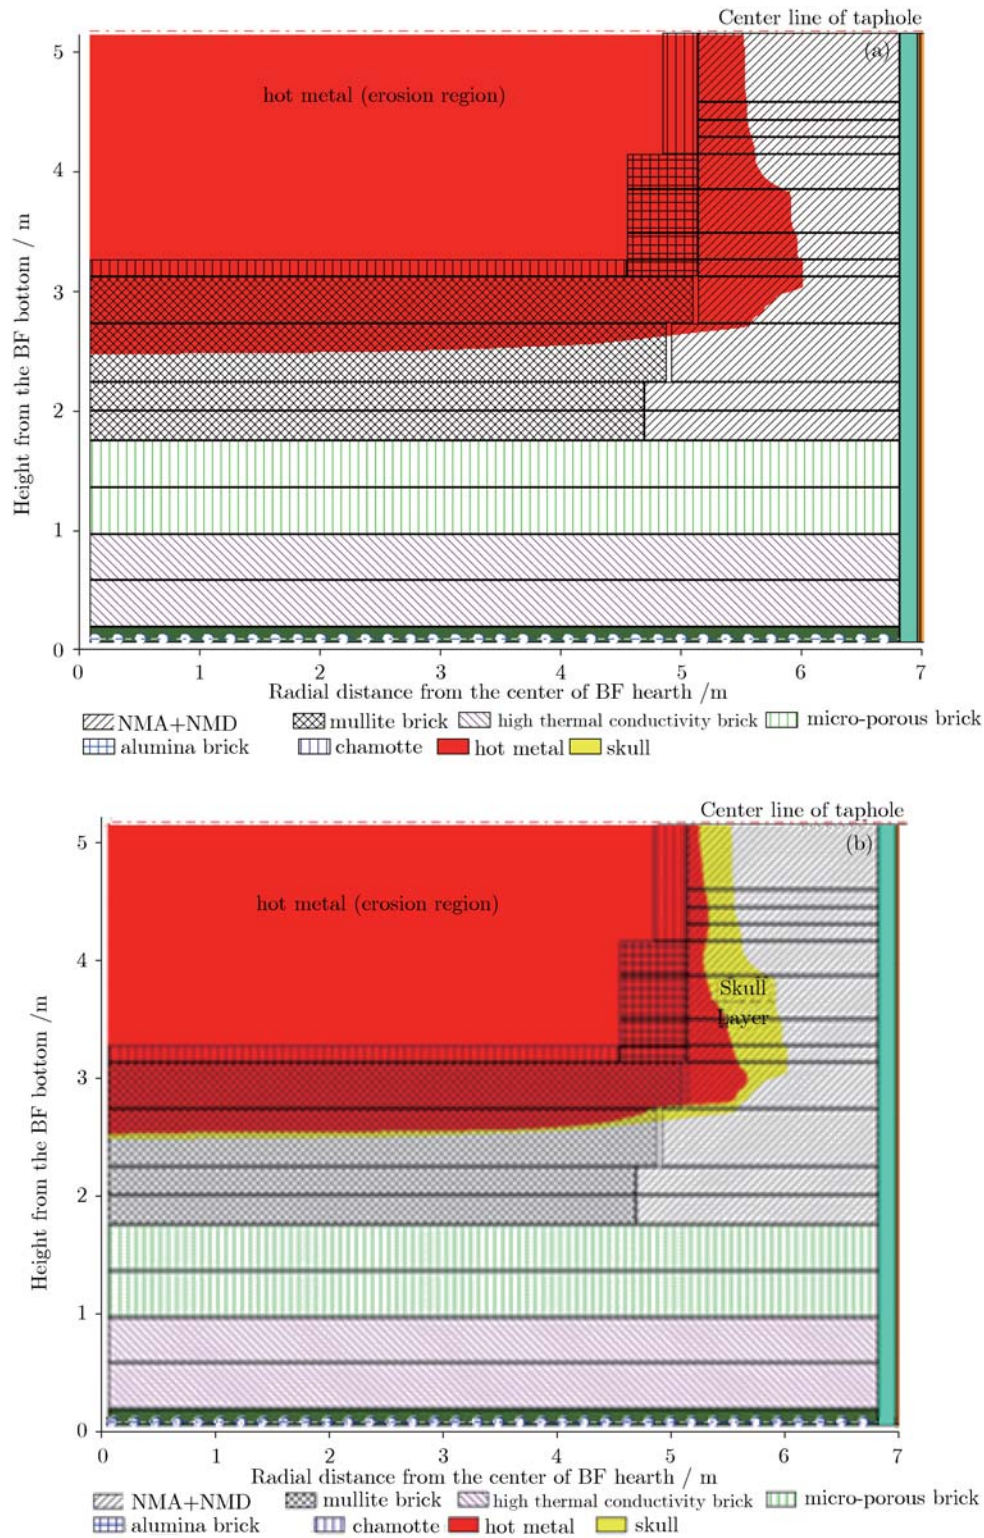 Center line of taphole
(a)
5
hot metal (erosion region)
4
3
2
1
0
Height from the BF bottom / m
0 1 2 3 4 5 6 7
Radial distance from the center of BF hearth /m
NMA+NMD mullite brick high thermal conductivity brick micro-porous brick
alumina brick chamotte hot metal skull
Center line of taphole
(b)
5
hot metal (erosion region)
4
Skull
Layer
3
2
1
0
Height from the BF bottom /m
0 1 2 3 4 5 6 7
Radial distance from the center of BF hearth / m
NMA+NMD mullite brick high thermal conductivity brick micro-porous brick
alumina brick chamotte hot metal skull